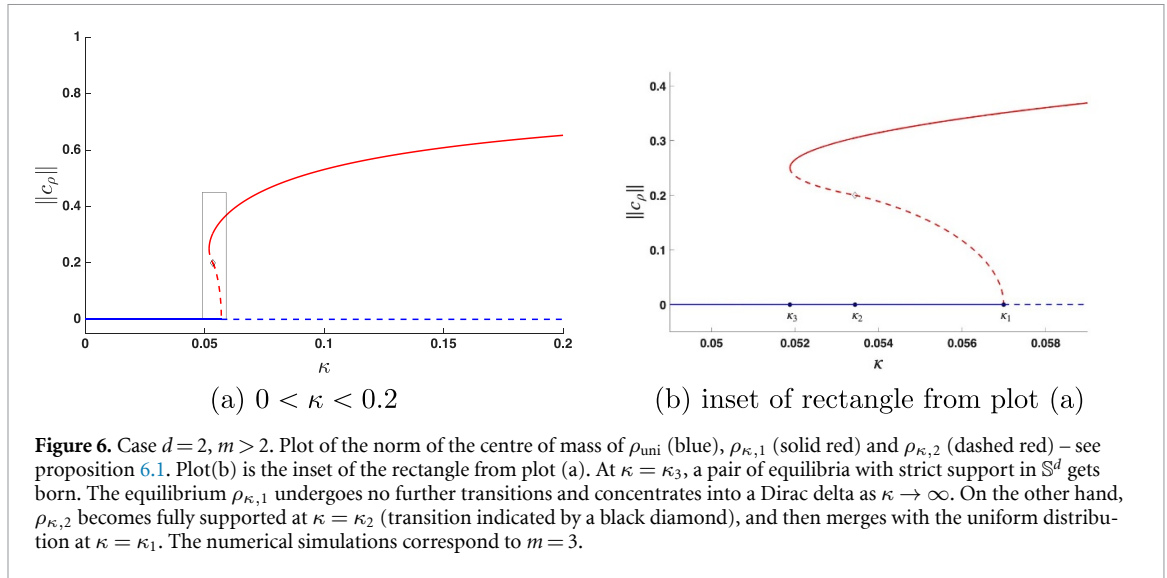 1
0.8
0.6
0.4
0.2
0
‖c_ρ‖
0 0.05 0.1 0.15 0.2
κ
(a) 0 < κ < 0.2
0.4
0.3
0.2
0.1
0
‖c_ρ‖
κ₃ κ₂ κ₁
0.05 0.052 0.054 0.056 0.058
κ
(b) inset of rectangle from plot (a)
Figure 6. Case d = 2, m > 2. Plot of the norm of the centre of mass of ρ_uni (blue), ρ_κ,1 (solid red) and ρ_κ,2 (dashed red) – see
proposition 6.1. Plot(b) is the inset of the rectangle from plot (a). At κ = κ₃, a pair of equilibria with strict support in 𝕊^d gets
born. The equilibrium ρ_κ,1 undergoes no further transitions and concentrates into a Dirac delta as κ → ∞. On the other hand,
ρ_κ,2 becomes fully supported at κ = κ₂ (transition indicated by a black diamond), and then merges with the uniform distribu-
tion at κ = κ₁. The numerical simulations correspond to m = 3.